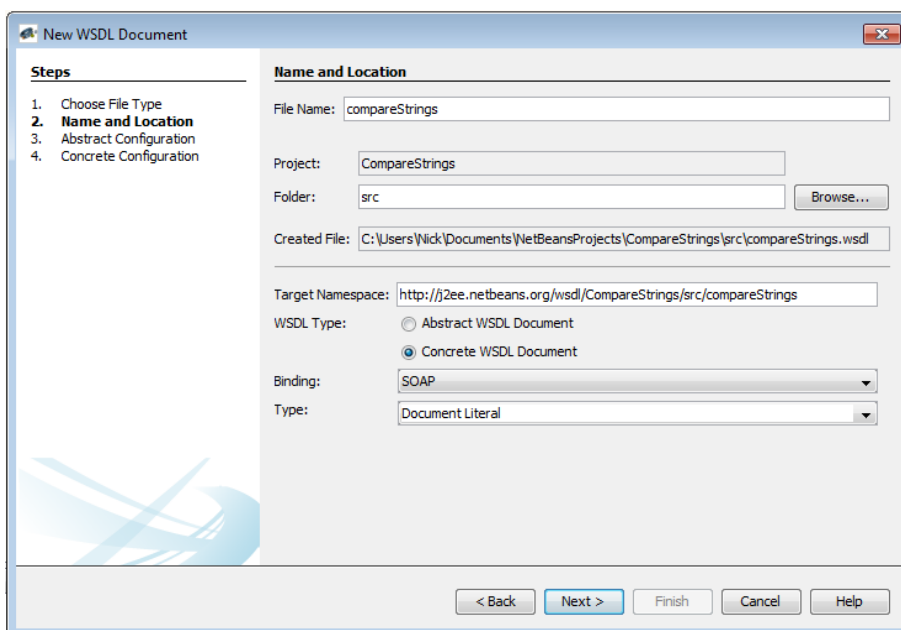 New WSDL Document
Steps
1. Choose File Type
2. Name and Location
3. Abstract Configuration
4. Concrete Configuration
Name and Location
File Name: compareStrings
Project: CompareStrings
Folder: src Browse...
Created File: C:\Users\Nick\Documents\NetBeansProjects\CompareStrings\src\compareStrings.wsdl
Target Namespace: http://j2ee.netbeans.org/wsdl/CompareStrings/src/compareStrings
WSDL Type: Abstract WSDL Document
Concrete WSDL Document
Binding: SOAP
Type: Document Literal
< Back Next > Finish Cancel Help